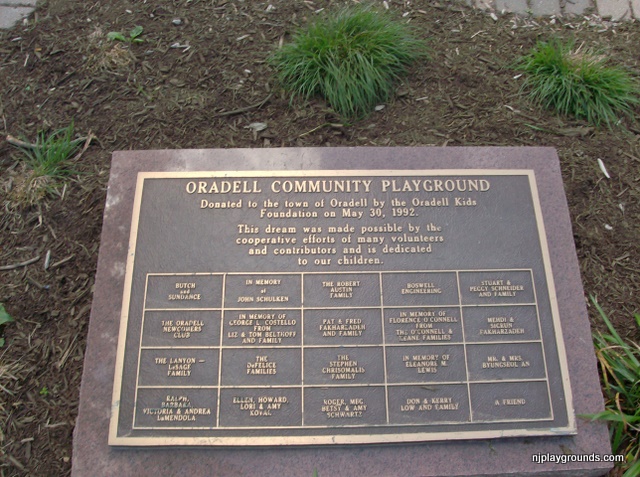 ORADELL COMMUNITY PLAYGROUND
Donated to the town of Oradell by the Oradell Kids
Foundation on May 30, 1992.
This dream was made possible by the
cooperative efforts of many volunteers
and contributors and is dedicated
to our children.
BUTCH
and
SUNDANCE
IN MEMORY
of
JOHN SCHULKEN
THE ROBERT
AUSTIN
FAMILY
BOSWELL
ENGINEERING
STUART &
PEGGY SCHNEIDER
AND FAMILY
THE ORADELL
NEWCOMERS
CLUB
IN MEMORY OF
GEORGE L. COSTELLO
FROM
LIZ & TOM BELTHOFF
AND FAMILY
PAT & FRED
FAKHARZADEH
AND FAMILY
IN MEMORY OF
FLORENCE O'CONNELL
FROM
THE O'CONNELL &
KEANE FAMILIES
MEHDI &
SIGRUN
FAKHARZADEH
THE LANYON —
LeSAGE
FAMILY
THE
DeFELICE
FAMILIES
THE
STEPHEN
CHRISOMALIS
FAMILY
IN MEMORY OF
ELEANORE M.
LEWIS
MR. & MRS.
BYUNGSUL AN
RALPH,
BARBARA,
VICTORIA & ANDREA
LaMENDOLA
ELLEN, HOWARD,
LORI & AMY
ROGER, MEG,
BETSY & AMY
SCHWARTZ
DON & KERRY
LOW AND FAMILY
A FRIEND
njplaygrounds.com